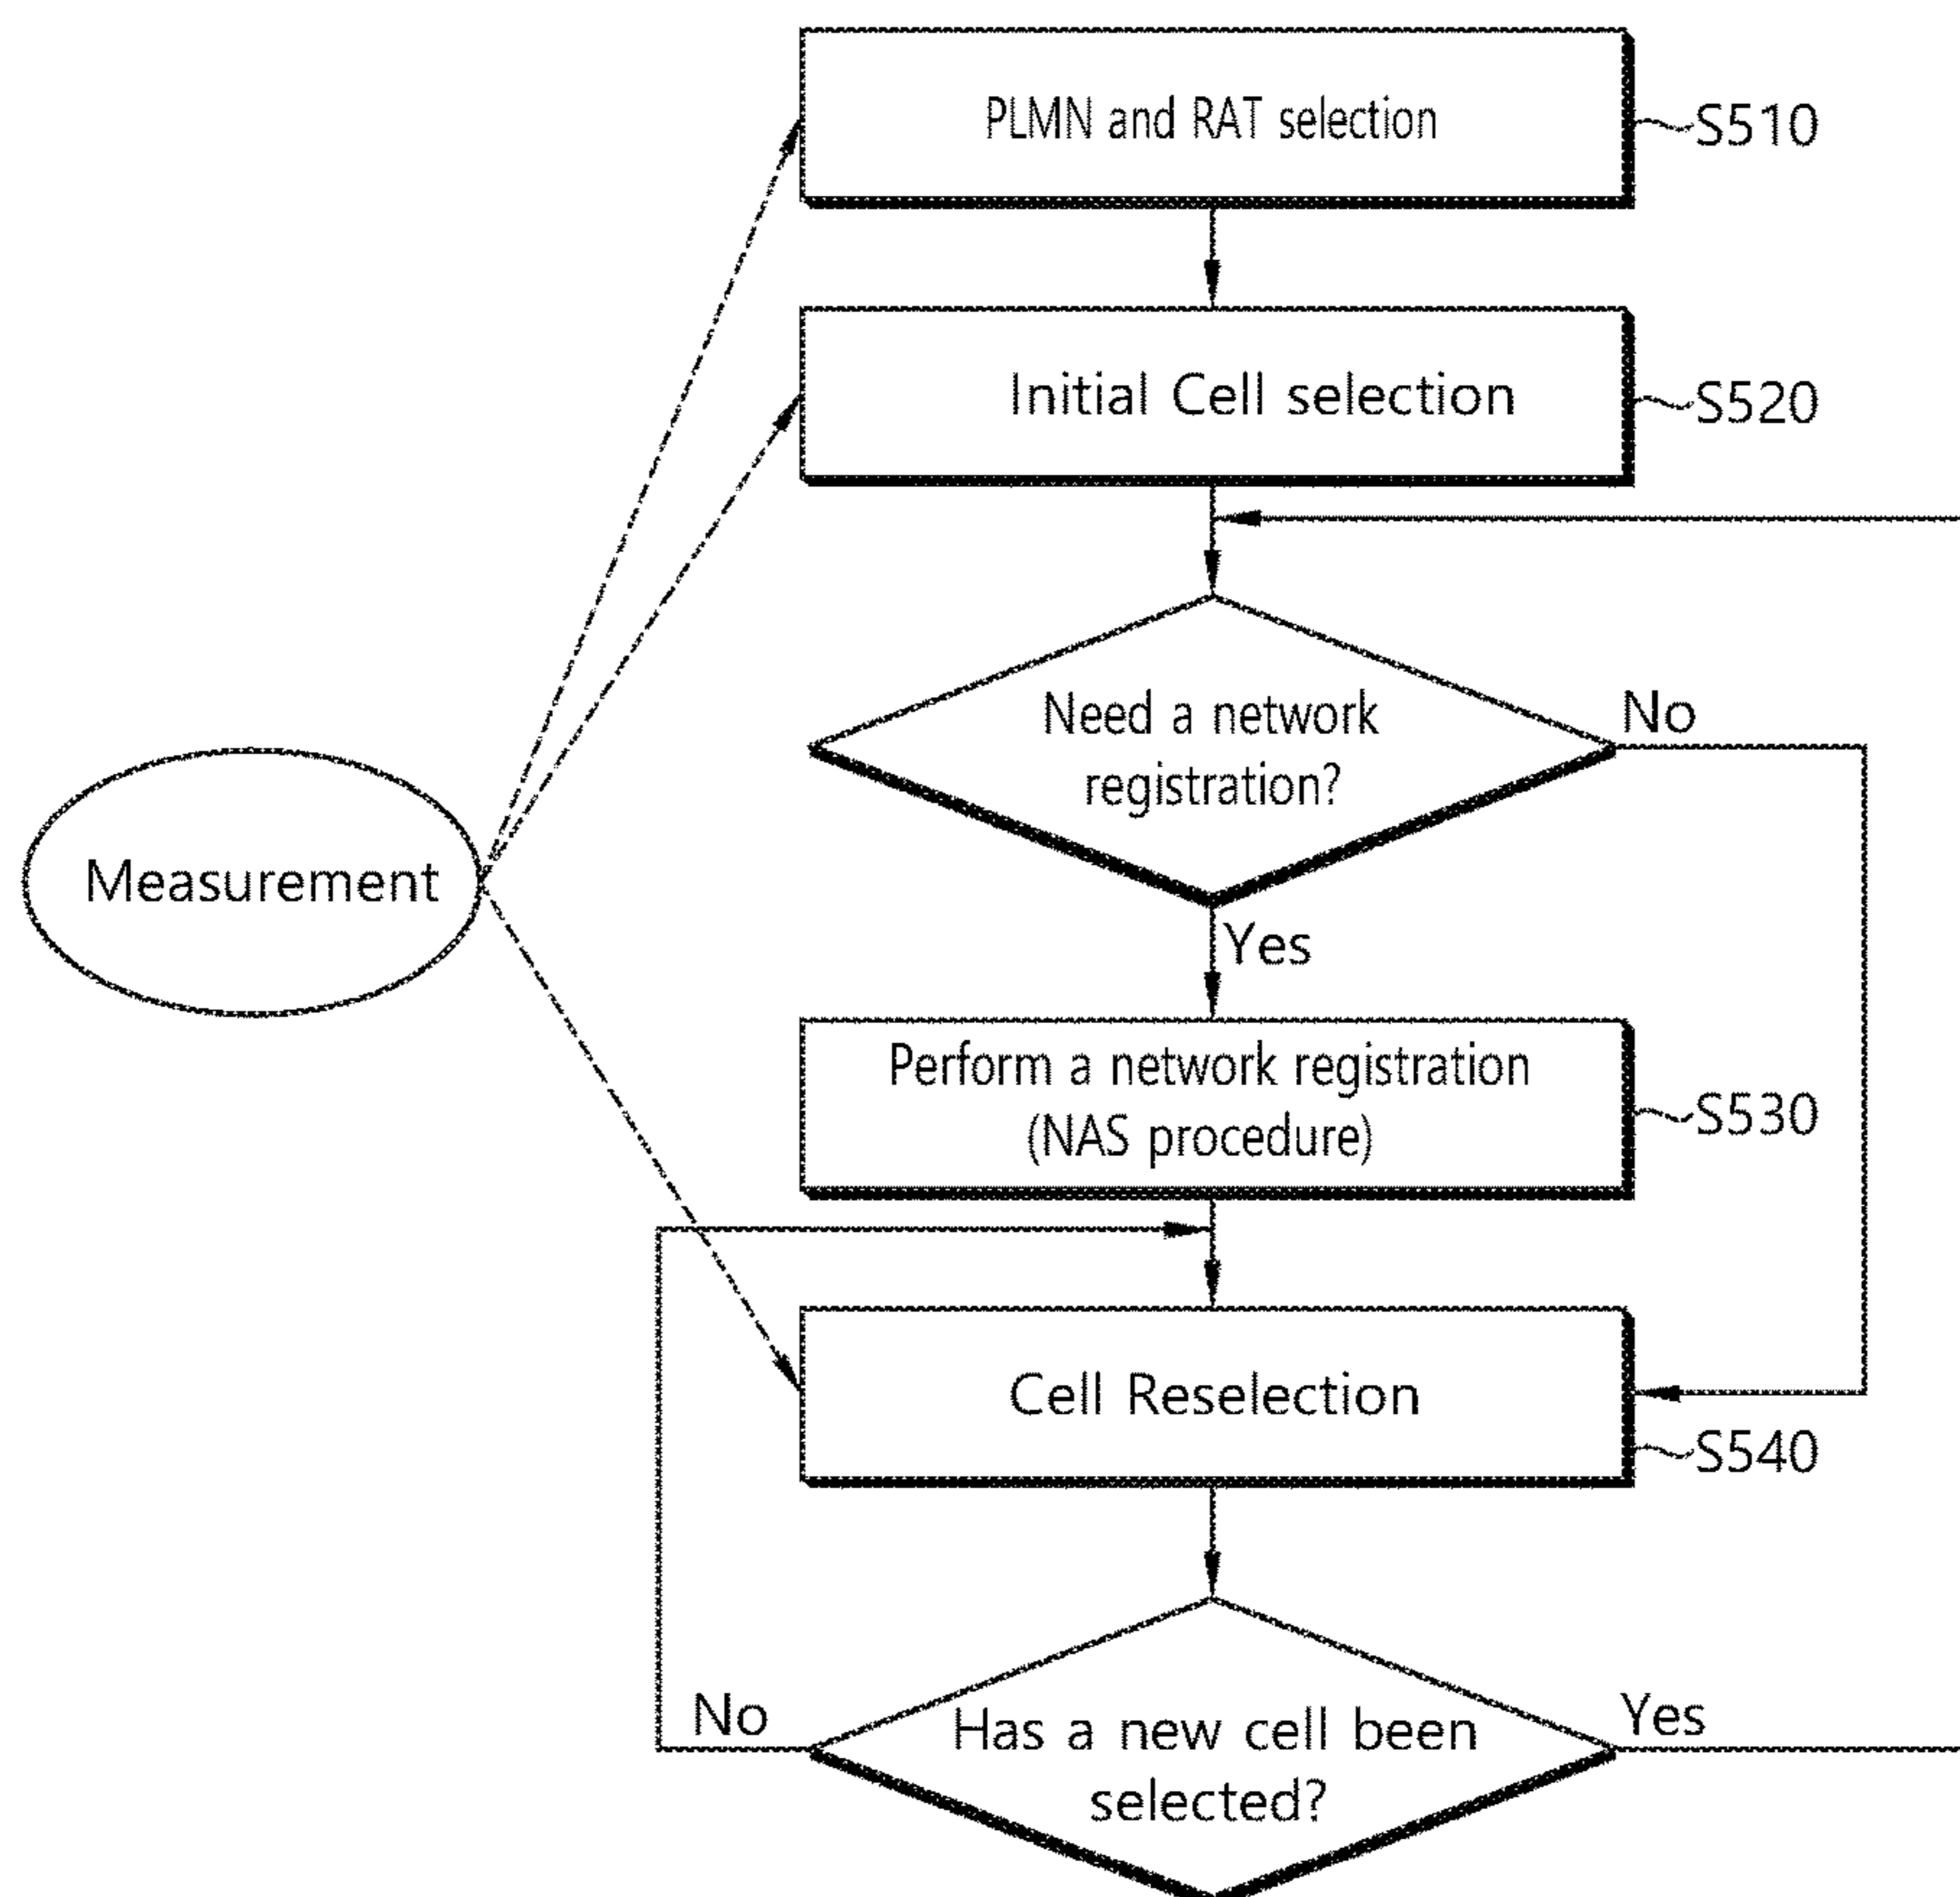 PLMN and RAT selection
S510
Initial Cell selection
S520
Need a network
registration?
No
Measurement
Yes
Perform a network registration
(NAS procedure)
S530
Cell Reselection
S540
No
Has a new cell been
selected?
Yes